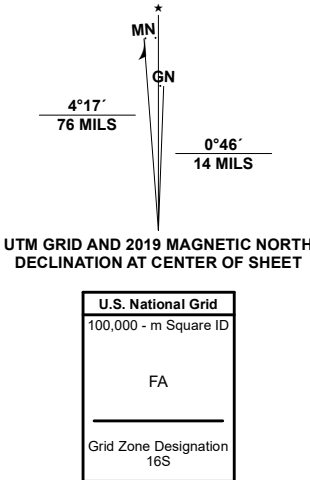 MN
GN
4°17´
76 MILS
0°46´
14 MILS
UTM GRID AND 2019 MAGNETIC NORTH
DECLINATION AT CENTER OF SHEET
U.S. National Grid
100,000 - m Square ID
FA
Grid Zone Designation
16S